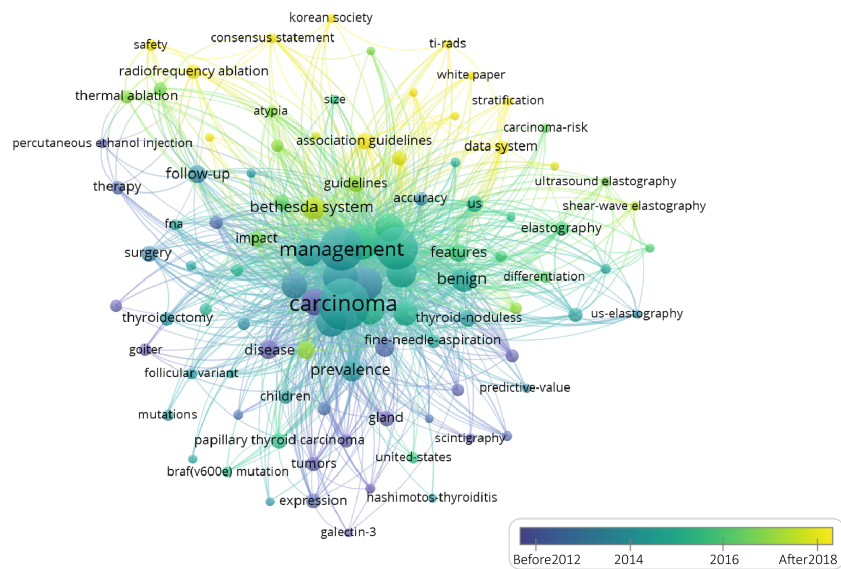 korean society
consensus statement
safety
ti-rads
radiofrequency ablation
white paper
thermal ablation
size
stratification
atypia
carcinoma-risk
percutaneous ethanol injection
association guidelines
data system
follow-up
therapy
guidelines
ultrasound elastography
accuracy
us
shear-wave elastography
bethesda system
fna
elastography
impact
surgery
management
features
benign
differentiation
carcinoma
thyroidectomy
thyroid-noduless
us-elastography
goiter
disease
fine-needle-aspiration
follicular variant
prevalence
predictive-value
children
mutations
gland
papillary thyroid carcinoma
scintigraphy
tumors
united-states
braf(v600e) mutation
expression
hashimotos-thyroiditis
galectin-3
Before2012
2014
2016
After2018